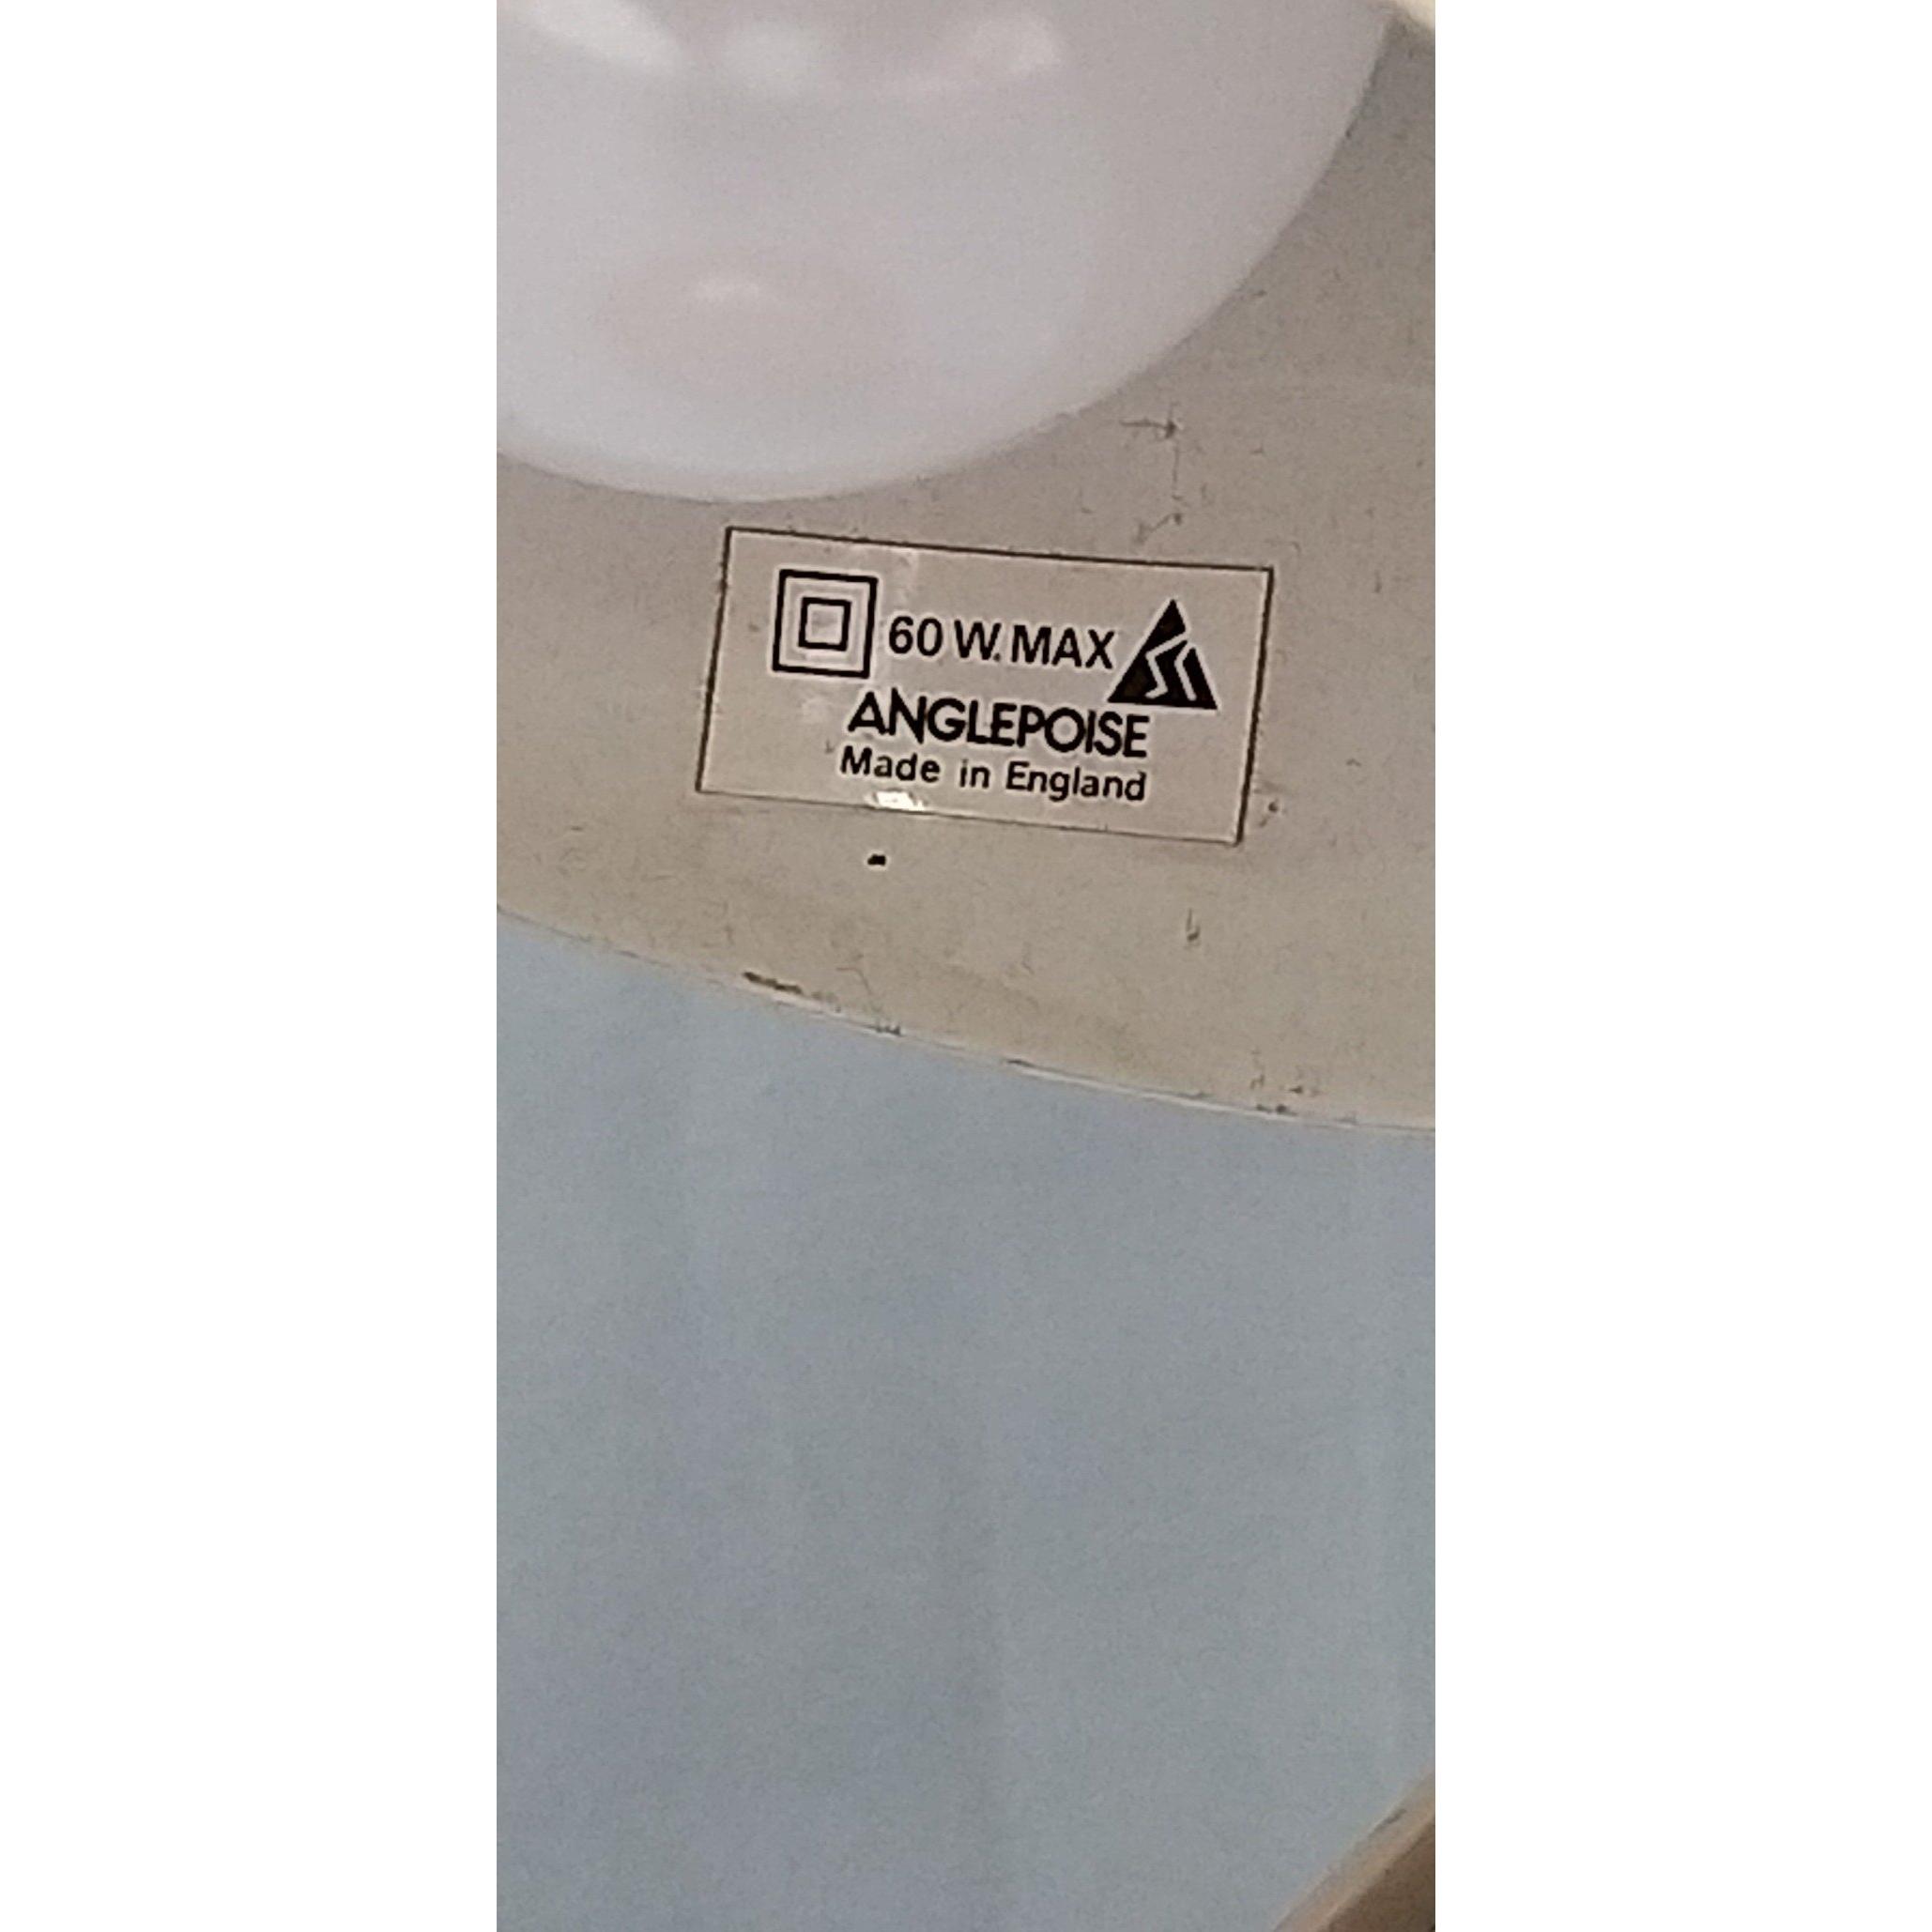 60 W. MAX
ANGLEPOISE
Made in England